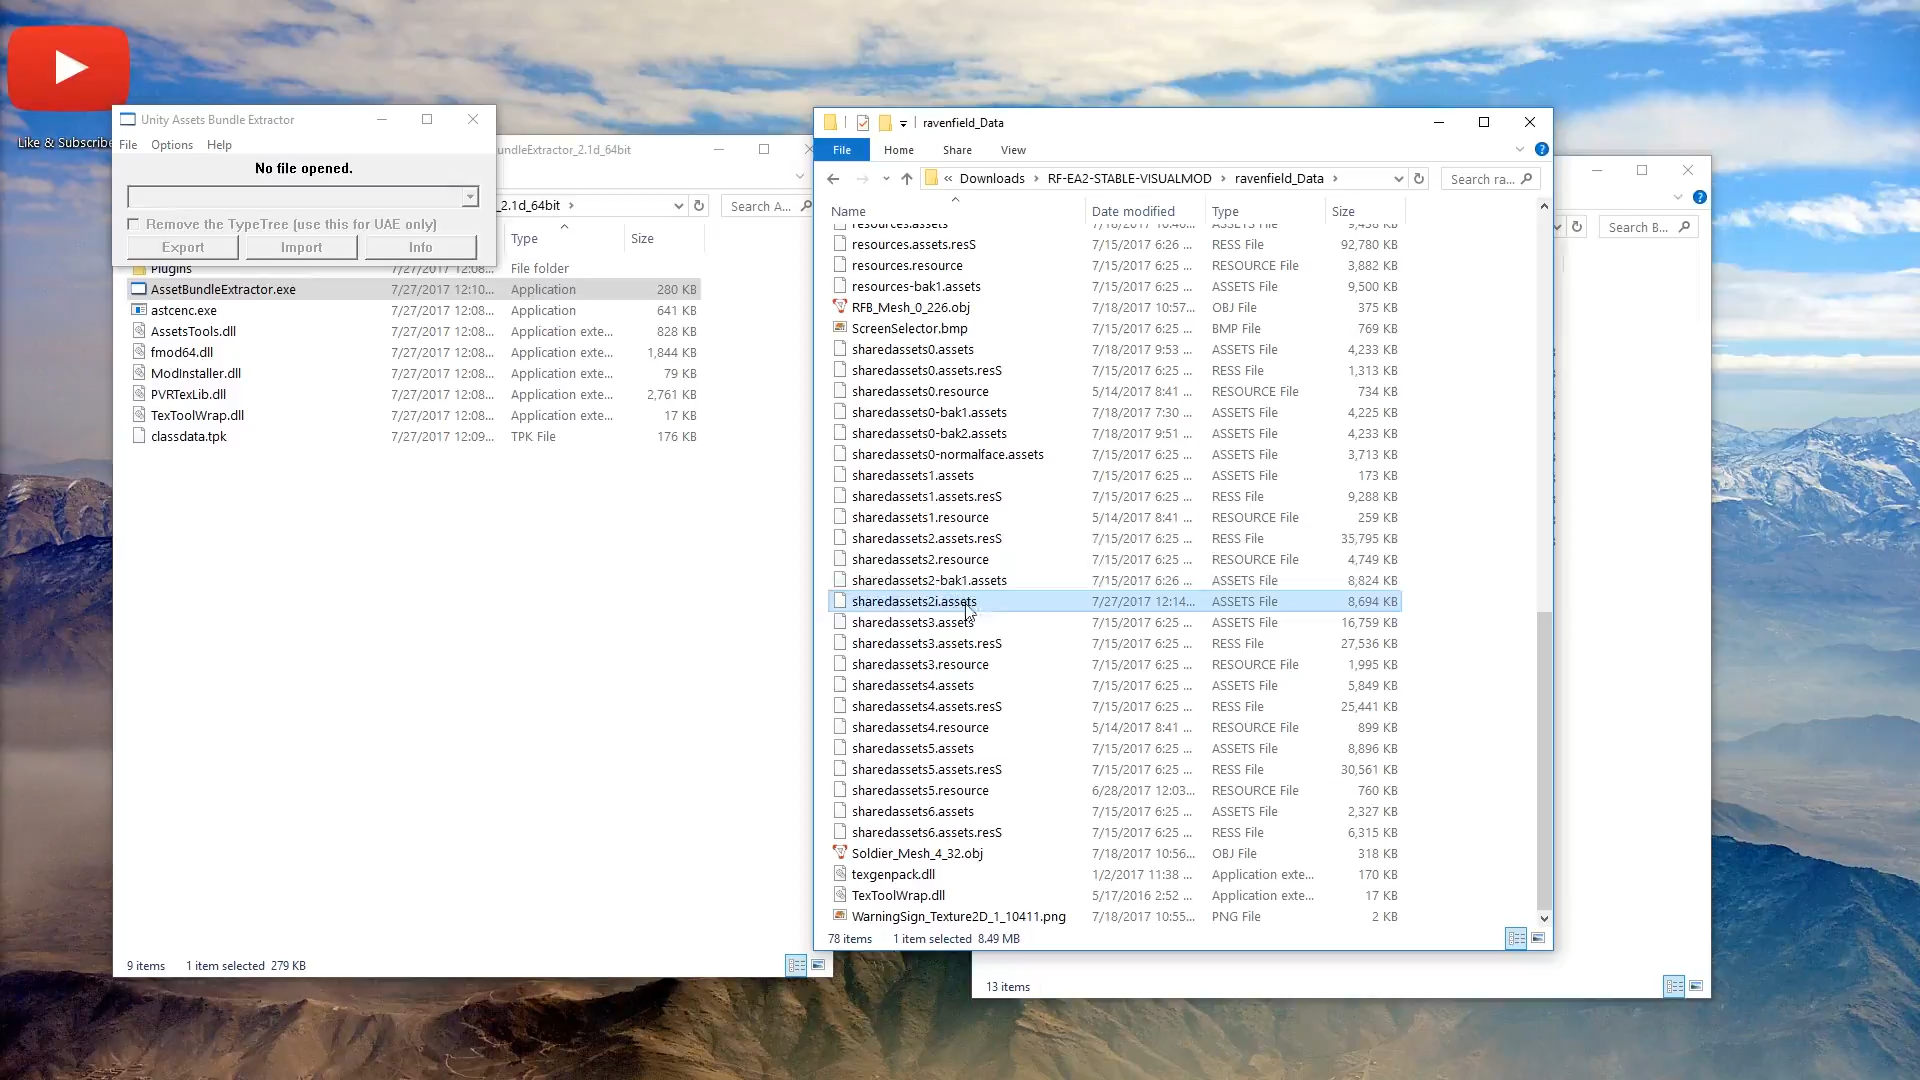 Like & Subscribe
Unity Assets Bundle Extractor
File Options Help
No file opened.
Remove the TypeTree (use this for UAE only)
Export Import Info
undleExtractor_2.1d_64bit
_2.1d_64bit
Search A...
Type Size
Plugins 7/27/2017 12:08... File folder
AssetBundleExtractor.exe 7/27/2017 12:10... Application 280 KB
astcenc.exe 7/27/2017 12:08... Application 641 KB
AssetsTools.dll 7/27/2017 12:08... Application exte... 828 KB
fmod64.dll 7/27/2017 12:08... Application exte... 1,844 KB
ModInstaller.dll 7/27/2017 12:08... Application exte... 79 KB
PVRTexLib.dll 7/27/2017 12:08... Application exte... 2,761 KB
TexToolWrap.dll 7/27/2017 12:08... Application exte... 17 KB
classdata.tpk 7/27/2017 12:09... TPK File 176 KB
9 items 1 item selected 279 KB
ravenfield_Data
File Home Share View
« Downloads RF-EA2-STABLE-VISUALMOD ravenfield_Data
Search ra...
Name Date modified Type Size
resources.assets 7/18/2017 10:46... ASSETS File 9,458 KB
resources.assets.resS 7/15/2017 6:26 ... RESS File 92,780 KB
resources.resource 7/15/2017 6:25 ... RESOURCE File 3,882 KB
resources-bak1.assets 7/15/2017 6:26 ... ASSETS File 9,500 KB
RFB_Mesh_0_226.obj 7/18/2017 10:57... OBJ File 375 KB
ScreenSelector.bmp 7/15/2017 6:25 ... BMP File 769 KB
sharedassets0.assets 7/18/2017 9:53 ... ASSETS File 4,233 KB
sharedassets0.assets.resS 7/15/2017 6:25 ... RESS File 1,313 KB
sharedassets0.resource 5/14/2017 8:41 ... RESOURCE File 734 KB
sharedassets0-bak1.assets 7/18/2017 7:30 ... ASSETS File 4,225 KB
sharedassets0-bak2.assets 7/18/2017 9:51 ... ASSETS File 4,233 KB
sharedassets0-normalface.assets 7/15/2017 6:25 ... ASSETS File 3,713 KB
sharedassets1.assets 7/15/2017 6:25 ... ASSETS File 173 KB
sharedassets1.assets.resS 7/15/2017 6:25 ... RESS File 9,288 KB
sharedassets1.resource 5/14/2017 8:41 ... RESOURCE File 259 KB
sharedassets2.assets.resS 7/15/2017 6:25 ... RESS File 35,795 KB
sharedassets2.resource 7/15/2017 6:25 ... RESOURCE File 4,749 KB
sharedassets2-bak1.assets 7/15/2017 6:26 ... ASSETS File 8,824 KB
sharedassets2i.assets 7/27/2017 12:14... ASSETS File 8,694 KB
sharedassets3.assets 7/15/2017 6:25 ... ASSETS File 16,759 KB
sharedassets3.assets.resS 7/15/2017 6:25 ... RESS File 27,536 KB
sharedassets3.resource 7/15/2017 6:25 ... RESOURCE File 1,995 KB
sharedassets4.assets 7/15/2017 6:25 ... ASSETS File 5,849 KB
sharedassets4.assets.resS 7/15/2017 6:25 ... RESS File 25,441 KB
sharedassets4.resource 5/14/2017 8:41 ... RESOURCE File 899 KB
sharedassets5.assets 7/15/2017 6:25 ... ASSETS File 8,896 KB
sharedassets5.assets.resS 7/15/2017 6:25 ... RESS File 30,561 KB
sharedassets5.resource 6/28/2017 12:03... RESOURCE File 760 KB
sharedassets6.assets 7/15/2017 6:25 ... ASSETS File 2,327 KB
sharedassets6.assets.resS 7/15/2017 6:25 ... RESS File 6,315 KB
Soldier_Mesh_4_32.obj 7/18/2017 10:56... OBJ File 318 KB
texgenpack.dll 1/2/2017 11:38 ... Application exte... 170 KB
TexToolWrap.dll 5/17/2016 2:52 ... Application exte... 17 KB
WarningSign_Texture2D_1_10411.png 7/18/2017 10:55... PNG File 2 KB
78 items 1 item selected 8.49 MB
Search B...
13 items